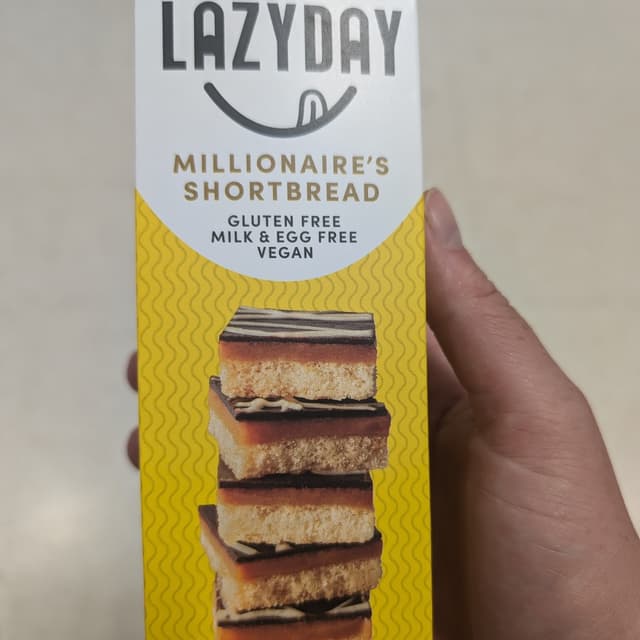 LAZYDAY
MILLIONAIRE'S
SHORTBREAD
GLUTEN FREE
MILK & EGG FREE
VEGAN